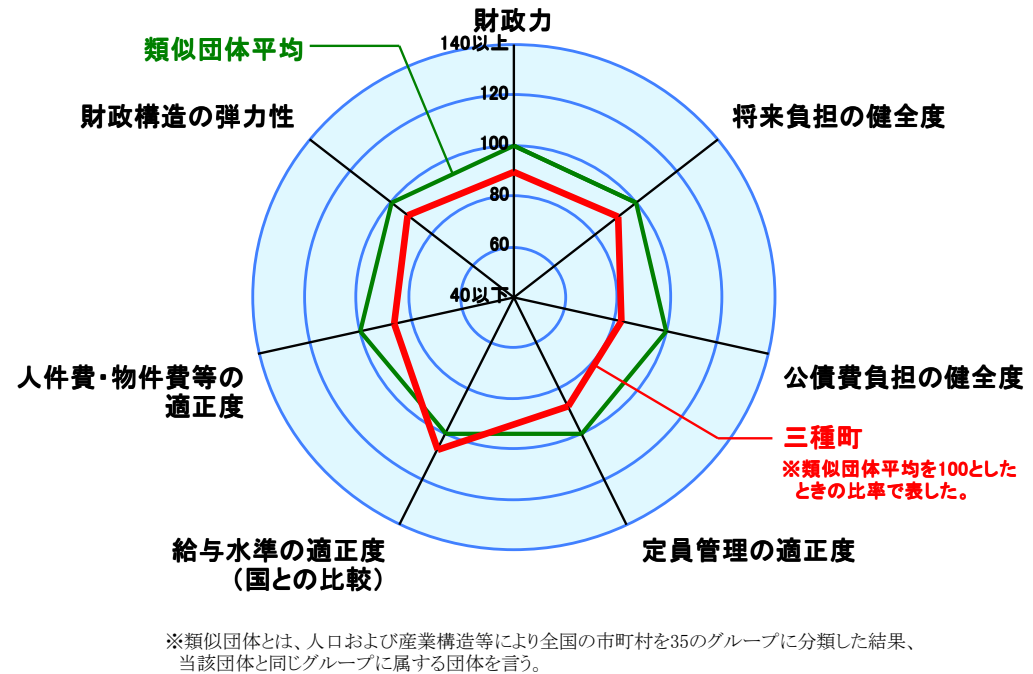 財政力
140以上
類似団体平均
120
財政構造の弾力性
将来負担の健全度
100
80
60
40以下
人件費・物件費等の
適正度
公債費負担の健全度
三種町
※類似団体平均を100とした
ときの比率で表した。
給与水準の適正度
（国との比較）
定員管理の適正度
※類似団体とは、人口および産業構造等により全国の市町村を35のグループに分類した結果、
当該団体と同じグループに属する団体を言う。